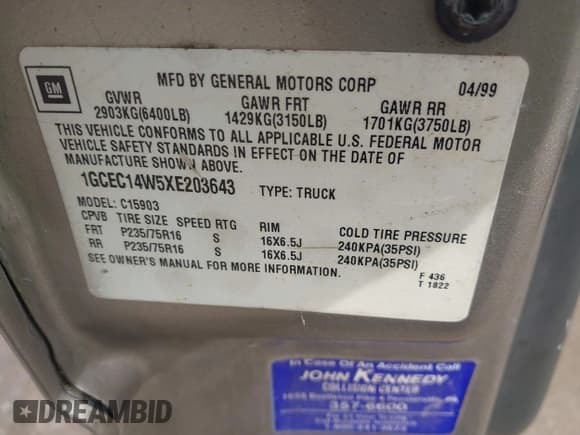 GM
MFD BY GENERAL MOTORS CORP 04/99
GVWR GAWR FRT GAWR RR
2903KG(6400LB) 1429KG(3150LB) 1701KG(3750LB)
THIS VEHICLE CONFORMS TO ALL APPLICABLE U.S. FEDERAL MOTOR
VEHICLE SAFETY STANDARDS IN EFFECT ON THE DATE OF
MANUFACTURE SHOWN ABOVE.
1GCEC14W5XE203643 TYPE: TRUCK
MODEL: C15903
CPVB TIRE SIZE SPEED RTG RIM COLD TIRE PRESSURE
FRT P235/75R16 S 16X6.5J 240KPA(35PSI)
RR P235/75R16 S 16X6.5J 240KPA(35PSI)
SEE OWNER'S MANUAL FOR MORE INFORMATION.
F 436
T 1822
In Case Of An Accident Call
JOHN KENNEDY
COLLISION CENTER
357-6600
DREAMBID